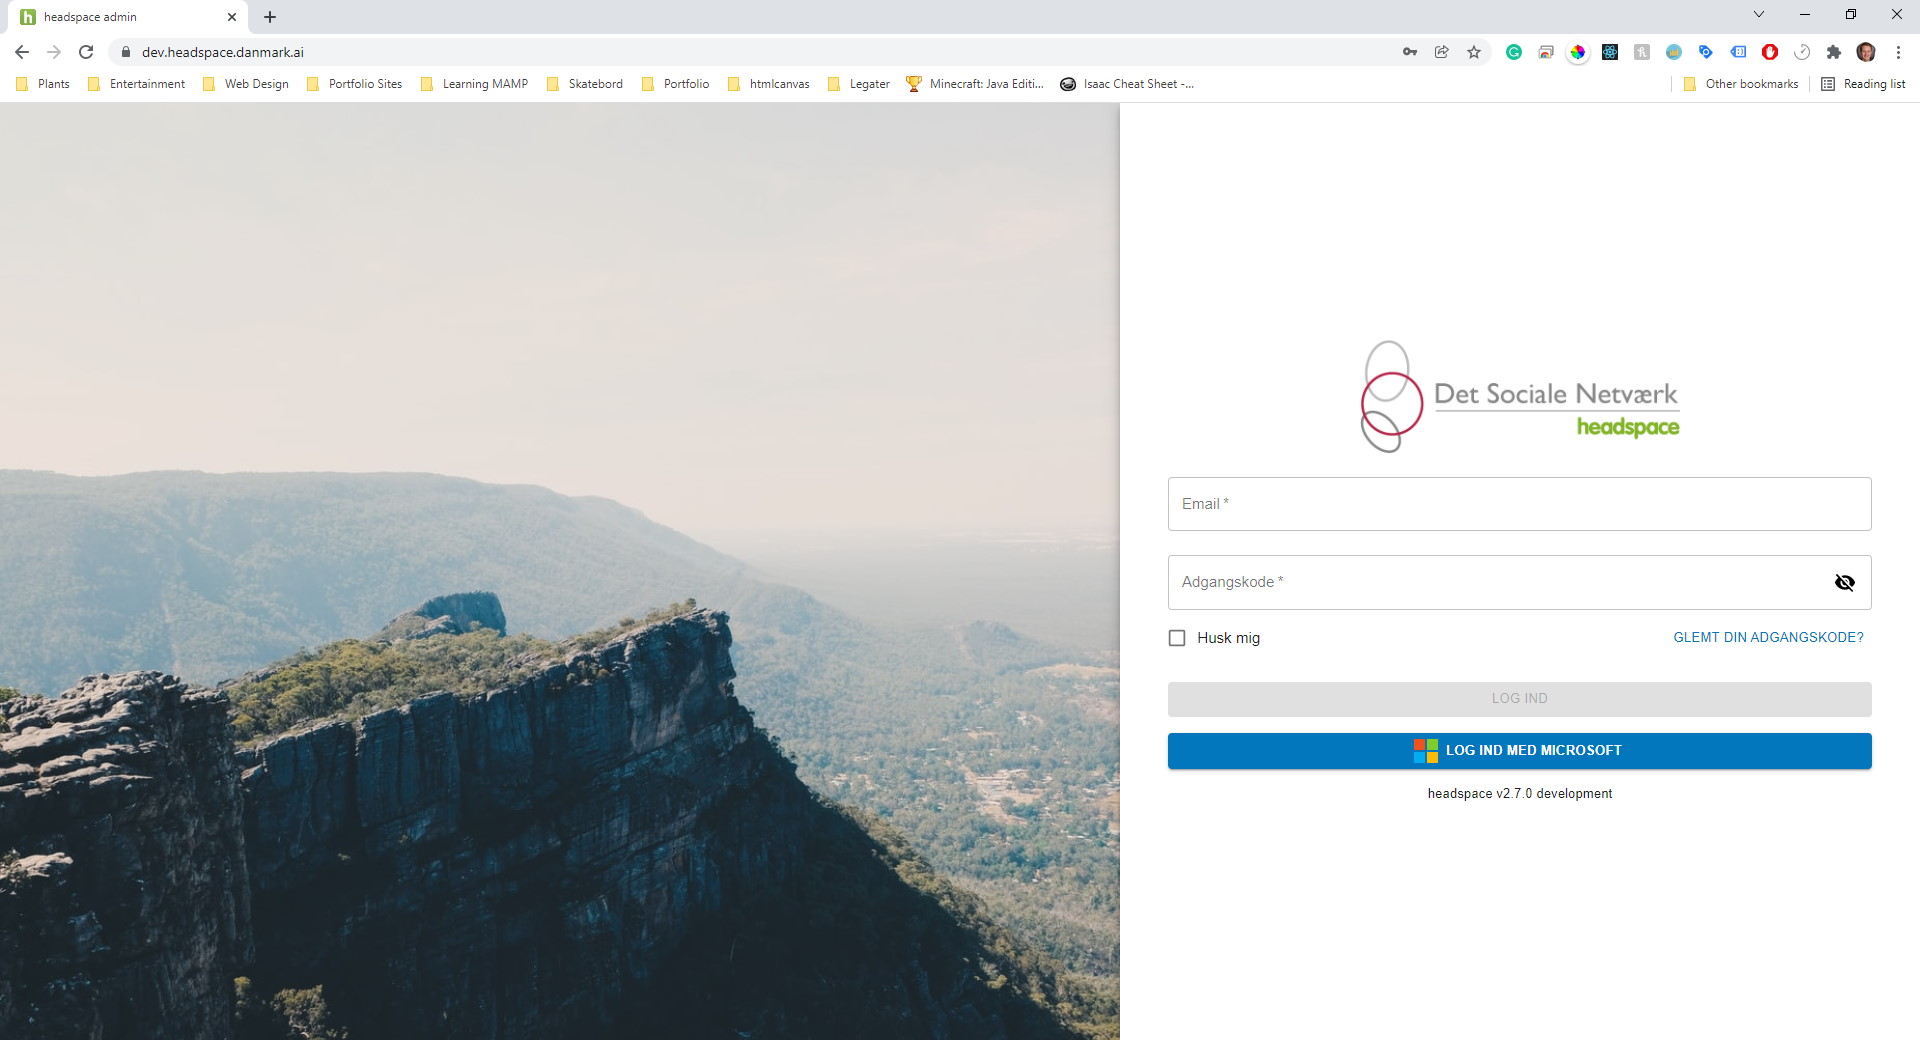 headspace admin
dev.headspace.danmark.ai
Plants
Entertainment
Web Design
Portfolio Sites
Learning MAMP
Skatebord
Portfolio
htmlcanvas
Legater
Minecraft: Java Editi...
Isaac Cheat Sheet -...
Other bookmarks
Reading list
Det Sociale Netværk
headspace
Email *
Adgangskode *
Husk mig
GLEMT DIN ADGANGSKODE?
LOG IND
LOG IND MED MICROSOFT
headspace v2.7.0 development